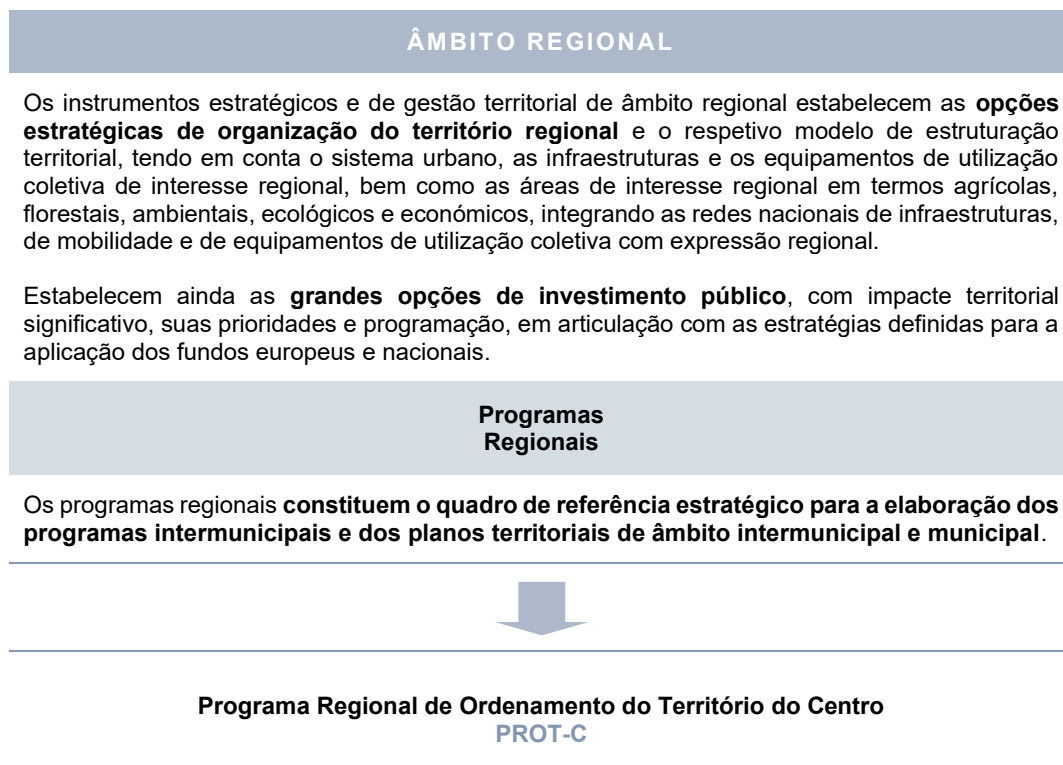 ÂMBITO REGIONAL
Os instrumentos estratégicos e de gestão territorial de âmbito regional estabelecem as opções
estratégicas de organização do território regional e o respetivo modelo de estruturação
territorial, tendo em conta o sistema urbano, as infraestruturas e os equipamentos de utilização
coletiva de interesse regional, bem como as áreas de interesse regional em termos agrícolas,
florestais, ambientais, ecológicos e económicos, integrando as redes nacionais de infraestruturas,
de mobilidade e de equipamentos de utilização coletiva com expressão regional.
Estabelecem ainda as grandes opções de investimento público, com impacte territorial
significativo, suas prioridades e programação, em articulação com as estratégias definidas para a
aplicação dos fundos europeus e nacionais.
Programas
Regionais
Os programas regionais constituem o quadro de referência estratégico para a elaboração dos
programas intermunicipais e dos planos territoriais de âmbito intermunicipal e municipal.
Programa Regional de Ordenamento do Território do Centro
PROT-C